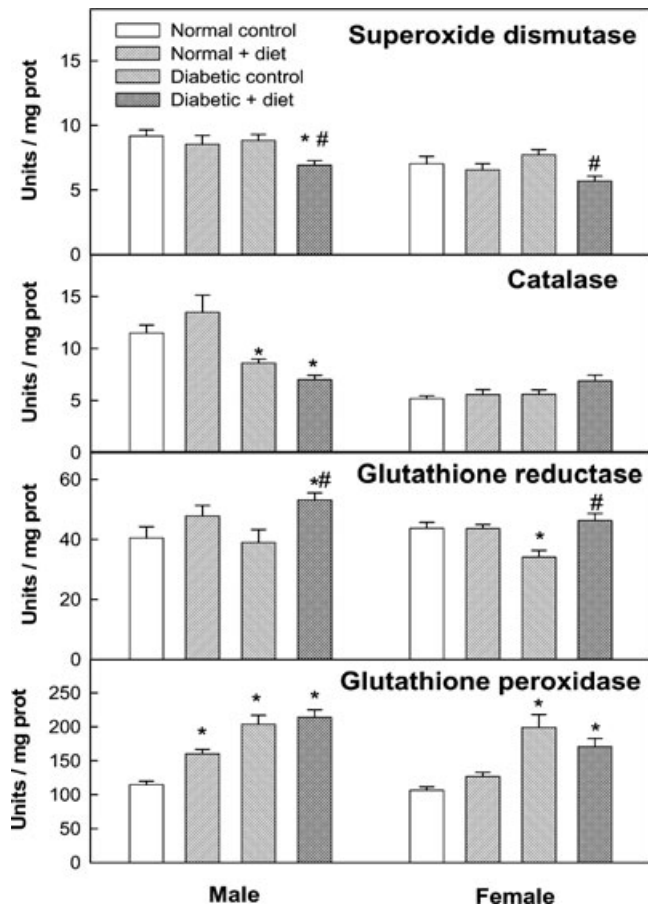 Normal control
Normal + diet
Diabetic control
Diabetic + diet
Superoxide dismutase
Units / mg prot
15
10
5
0
* #
#
Catalase
Units / mg prot
15
10
5
0
*
*
Glutathione reductase
Units / mg prot
60
40
20
0
*#
*
#
Glutathione peroxidase
Units / mg prot
250
200
150
100
50
0
*
*
*
*
*
Male
Female